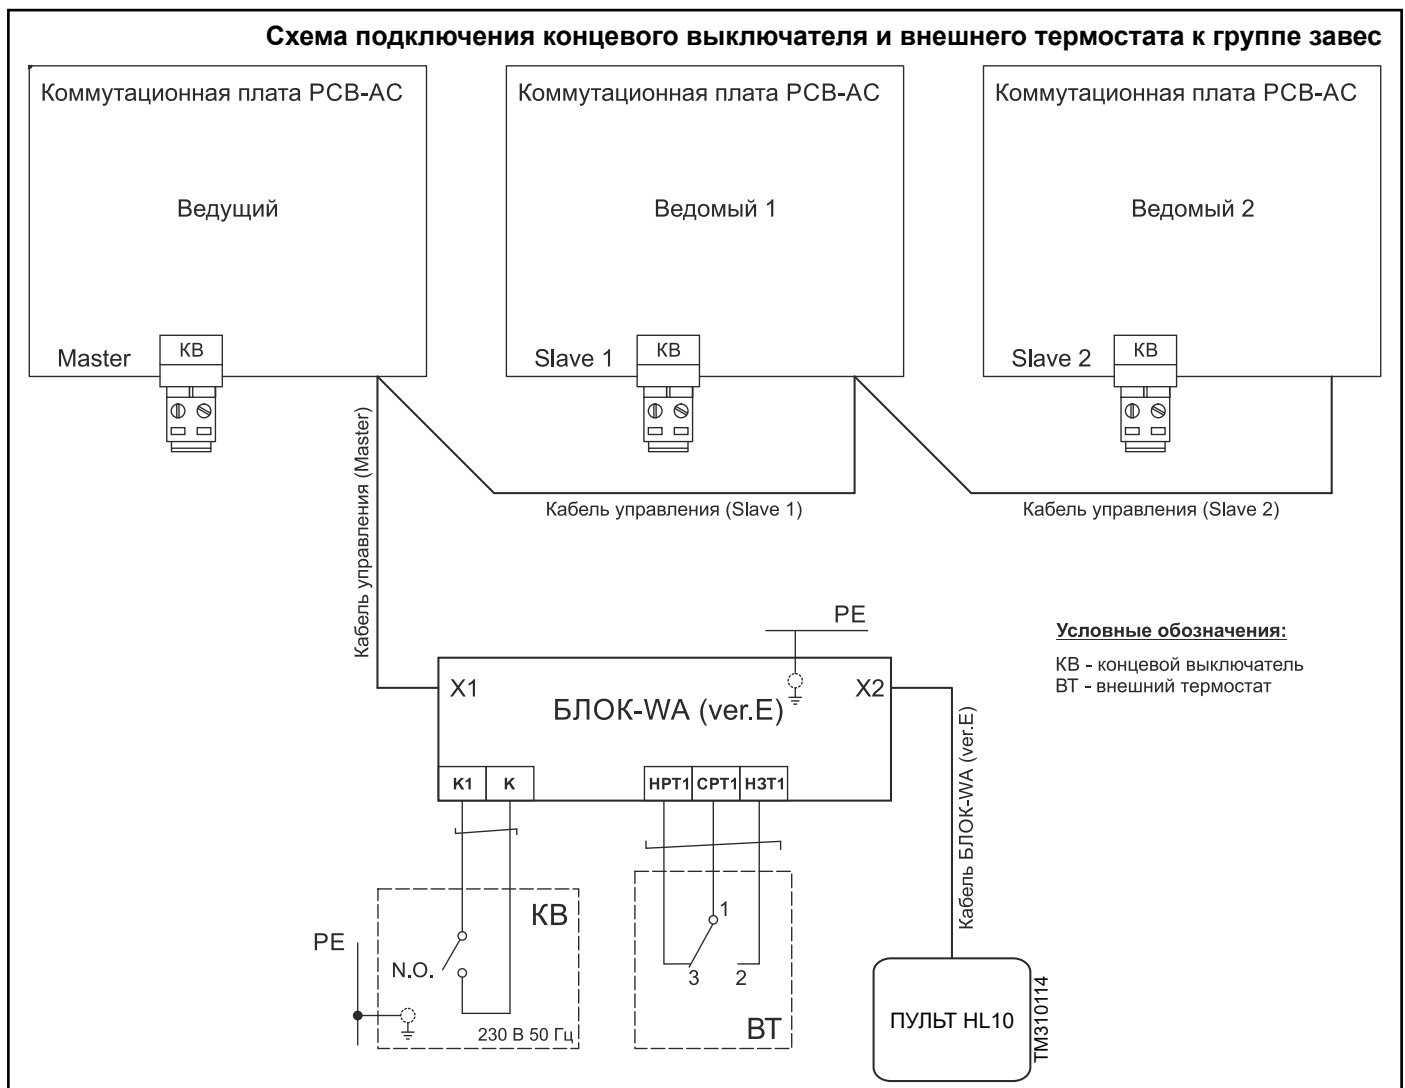 Схема подключения концевого выключателя и внешнего термостата к группе завес
Коммутационная плата PCB-AC
Ведущий
Master
КВ
Коммутационная плата PCB-AC
Ведомый 1
Slave 1
КВ
Коммутационная плата PCB-AC
Ведомый 2
Slave 2
КВ
Кабель управления (Master)
Кабель управления (Slave 1)
Кабель управления (Slave 2)
PE
X1
БЛОК-WA (ver.E)
X2
K1
K
НРТ1
СРТ1
НЗТ1
Условные обозначения:
КВ - концевой выключатель
ВТ - внешний термостат
Кабель БЛОК-WA (ver.E)
PE
КВ
N.O.
230 В 50 Гц
1
3
2
ВТ
ПУЛЬТ HL10
TM310114